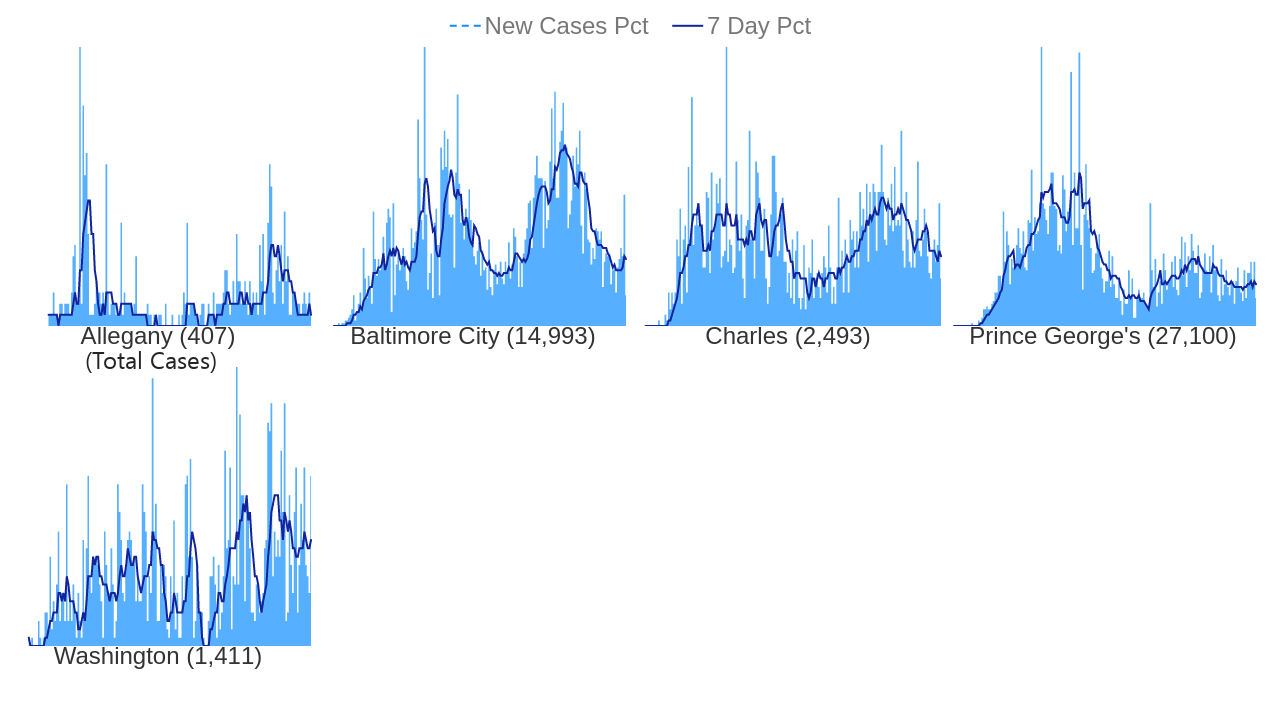 New Cases Pct 7 Day Pct
Allegany (407)
(Total Cases)
Baltimore City (14,993)
Charles (2,493)
Prince George's (27,100)
Washington (1,411)